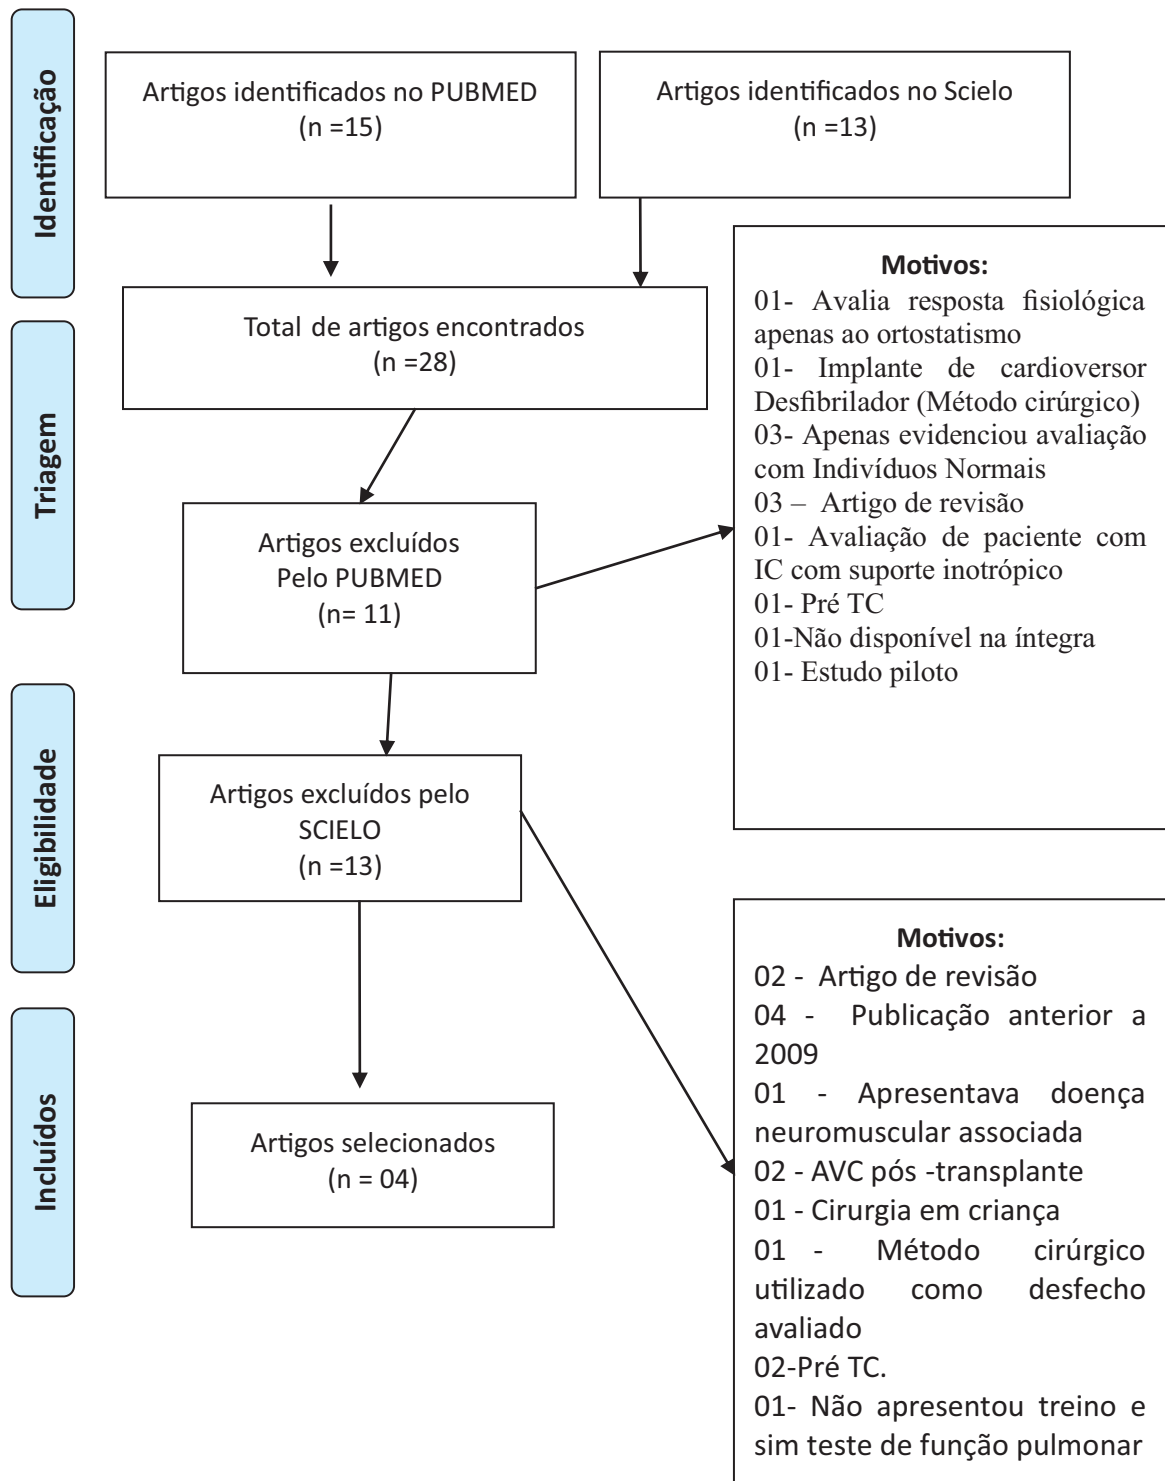 Identificação
Artigos identificados no PUBMED
(n =15)
Artigos identificados no Scielo
(n =13)
Total de artigos encontrados
(n =28)
Triagem
Artigos excluídos
Pelo PUBMED
(n= 11)
Motivos:
01- Avalia resposta fisiológica
apenas ao ortostatismo
01- Implante de cardioversor
Desfibrilador (Método cirúrgico)
03- Apenas evidenciou avaliação
com Indivíduos Normais
03 – Artigo de revisão
01- Avaliação de paciente com
IC com suporte inotrópico
01- Pré TC
01-Não disponível na íntegra
01- Estudo piloto
Eligibilidade
Artigos excluídos pelo
SCIELO
(n =13)
Motivos:
02 - Artigo de revisão
04 - Publicação anterior a
2009
01 - Apresentava doença
neuromuscular associada
02 - AVC pós -transplante
01 - Cirurgia em criança
01 - Método cirúrgico
utilizado como desfecho
avaliado
02-Pré TC.
01- Não apresentou treino e
sim teste de função pulmonar
Incluídos
Artigos selecionados
(n = 04)